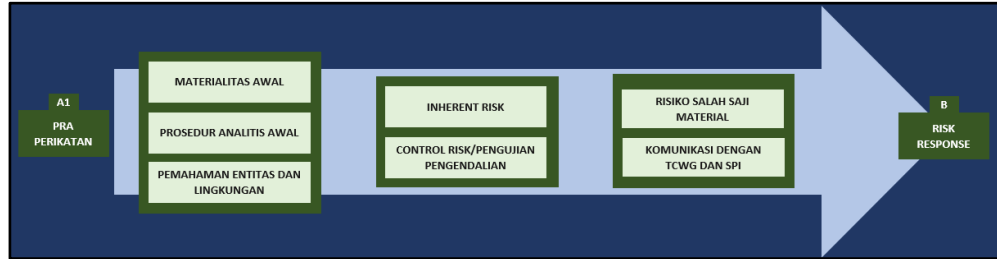 A1
PRA
PERIKATAN
MATERIALITAS AWAL
PROSEDUR ANALITIS AWAL
PEMAHAMAN ENTITAS DAN
LINGKUNGAN
INHERENT RISK
CONTROL RISK/PENGUJIAN
PENGENDALIAN
RISIKO SALAH SAJI
MATERIAL
KOMUNIKASI DENGAN
TCWG DAN SPI
B
RISK
RESPONSE